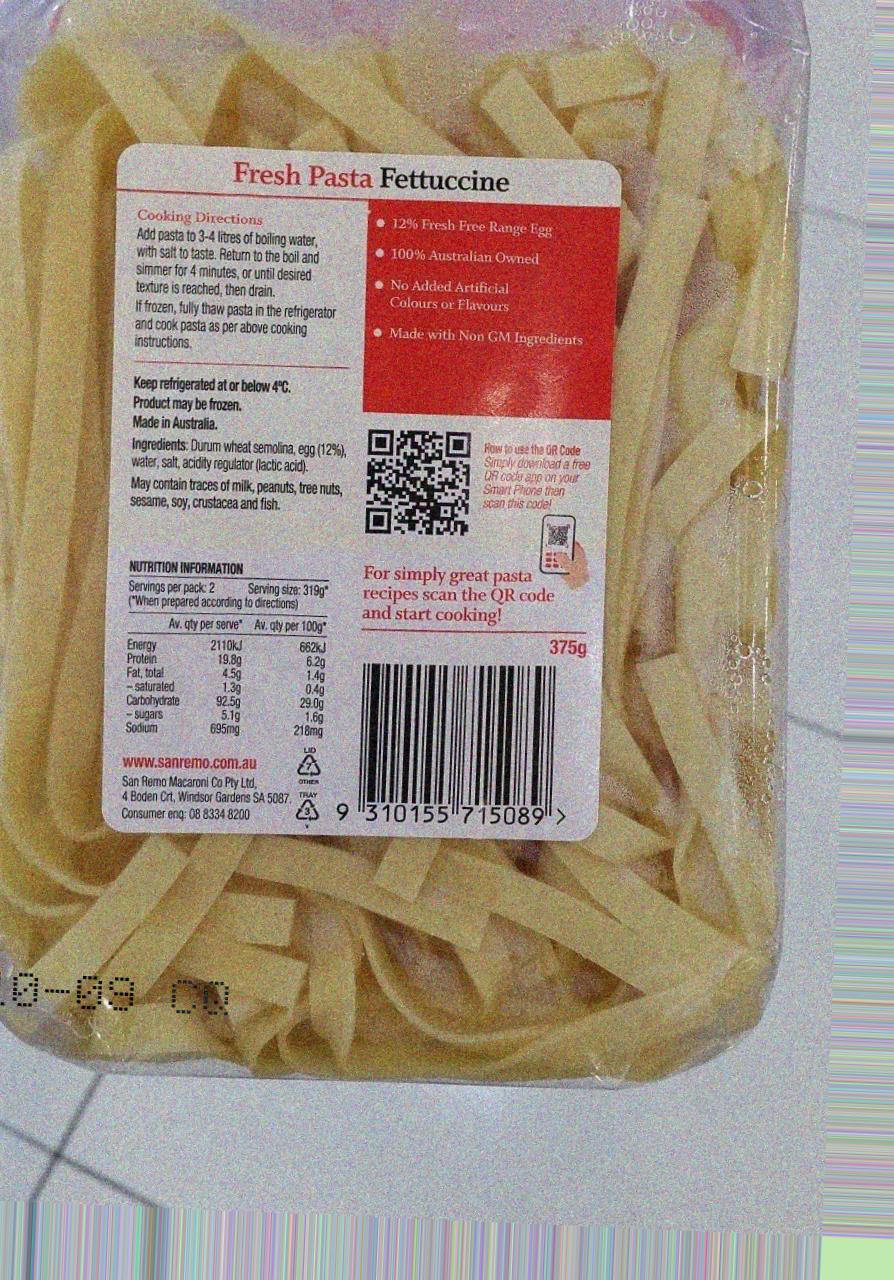 Fresh Pasta Fettuccine
Cooking Directions
Add pasta to 3-4 litres of boiling water,
with salt to taste. Return to the boil and
simmer for 4 minutes, or until desired
texture is reached, then drain.
If frozen, fully thaw pasta in the refrigerator
and cook pasta as per above cooking
instructions.
Keep refrigerated at or below 4°C.
Product may be frozen.
Made in Australia.
Ingredients: Durum wheat semolina, egg (12%),
water, salt, acidity regulator (lactic acid).
May contain traces of milk, peanuts, tree nuts,
sesame, soy, crustacea and fish.
NUTRITION INFORMATION
Servings per pack: 2 Serving size: 319g*
(*When prepared according to directions)
Av. qty per serve* Av. qty per 100g*
Energy 2110kJ 662kJ
Protein 19.8g 6.2g
Fat, total 4.5g 1.4g
– saturated 1.3g 0.4g
Carbohydrate 92.5g 29.0g
– sugars 5.1g 1.6g
Sodium 695mg 218mg
www.sanremo.com.au
San Remo Macaroni Co Pty Ltd,
4 Boden Crt, Windsor Gardens SA 5087.
Consumer enq: 08 8334 8200
LID
7
OTHER
TRAY
3
V
• 12% Fresh Free Range Egg
• 100% Australian Owned
• No Added Artificial
Colours or Flavours
• Made with Non GM Ingredients
How to use the QR Code
Simply download a free
QR code app on your
Smart Phone then
scan this code!
For simply great pasta
recipes scan the QR code
and start cooking!
375g
9 310155 715089 >
0-09